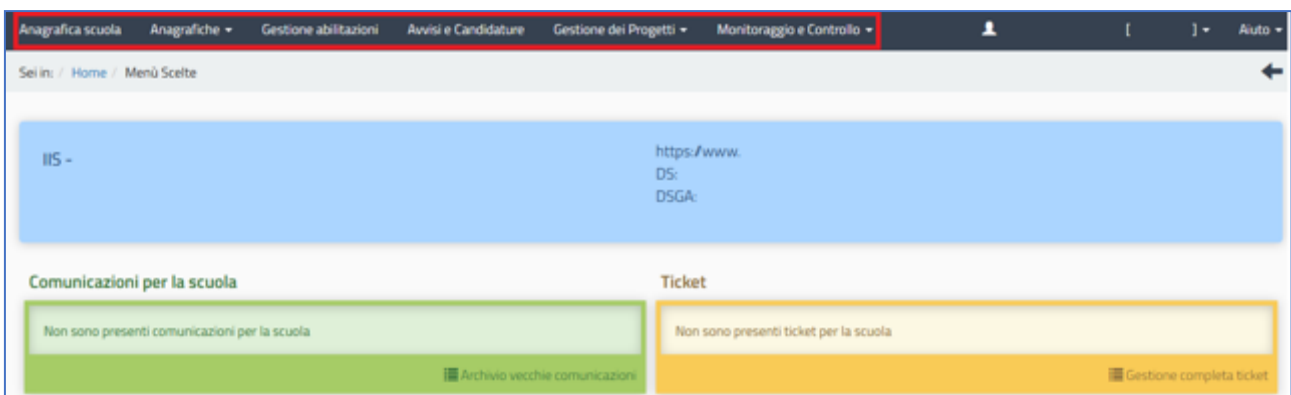 Anagrafica scuola Anagrafiche Gestione abilitazioni Avvisi e Candidature Gestione dei Progetti Monitoraggio e Controllo [ ] Aiuto
Sei in: / Home / Menù Scelte
IIS -
https://www.
DS:
DSGA:
Comunicazioni per la scuola
Non sono presenti comunicazioni per la scuola
Archivio vecchie comunicazioni
Ticket
Non sono presenti ticket per la scuola
Gestione completa ticket